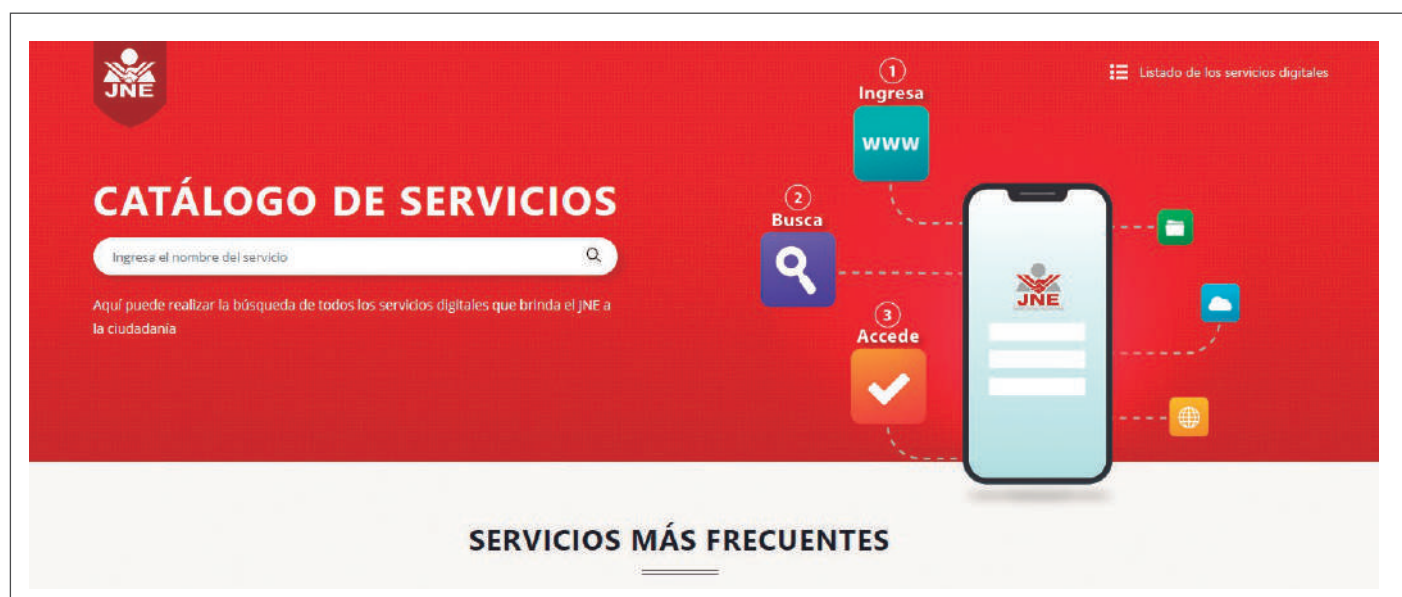 JNE
Listado de los servicios digitales
CATÁLOGO DE SERVICIOS
Ingresa el nombre del servicio
Aquí puede realizar la búsqueda de todos los servicios digitales que brinda el JNE a
la ciudadanía
1
Ingresa
www
2
Busca
3
Accede
JNE
SERVICIOS MÁS FRECUENTES